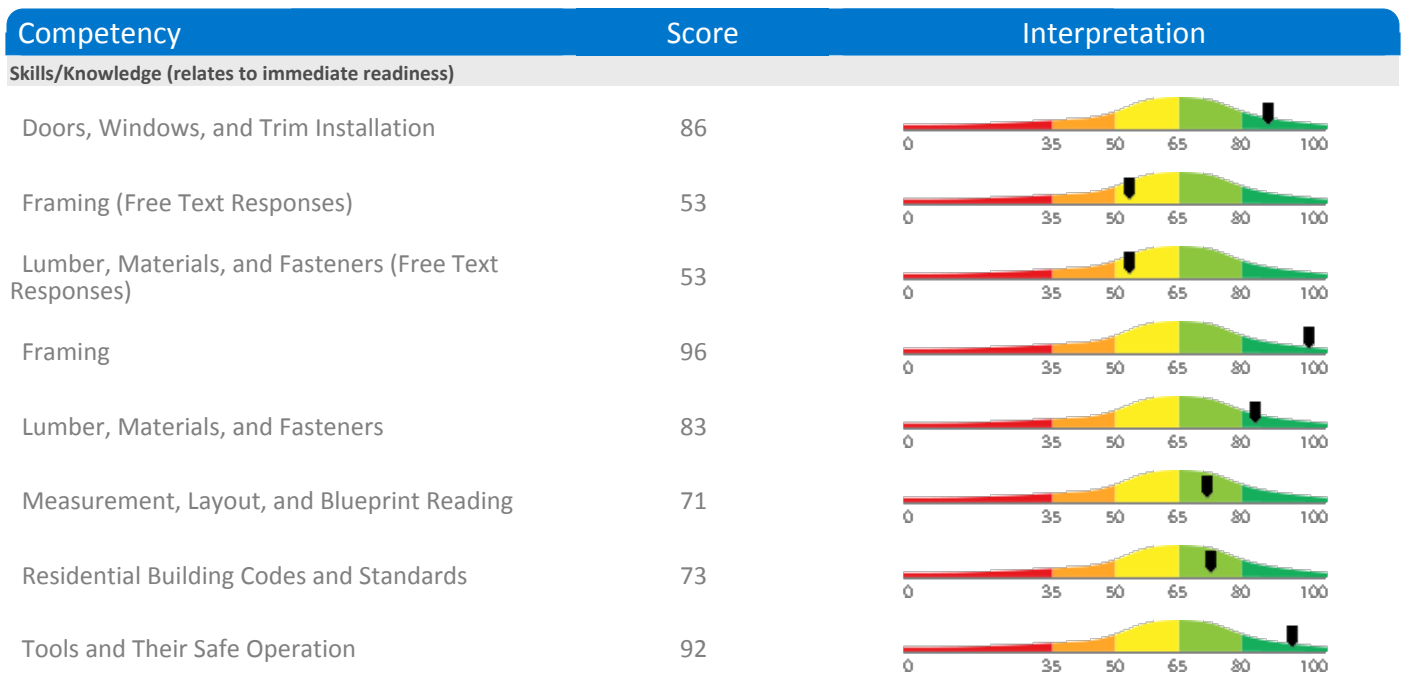 Competency Score Interpretation
Skills/Knowledge (relates to immediate readiness)
Doors, Windows, and Trim Installation 86
0 35 50 65 80 100
Framing (Free Text Responses) 53
0 35 50 65 80 100
Lumber, Materials, and Fasteners (Free Text
Responses) 53
0 35 50 65 80 100
Framing 96
0 35 50 65 80 100
Lumber, Materials, and Fasteners 83
0 35 50 65 80 100
Measurement, Layout, and Blueprint Reading 71
0 35 50 65 80 100
Residential Building Codes and Standards 73
0 35 50 65 80 100
Tools and Their Safe Operation 92
0 35 50 65 80 100